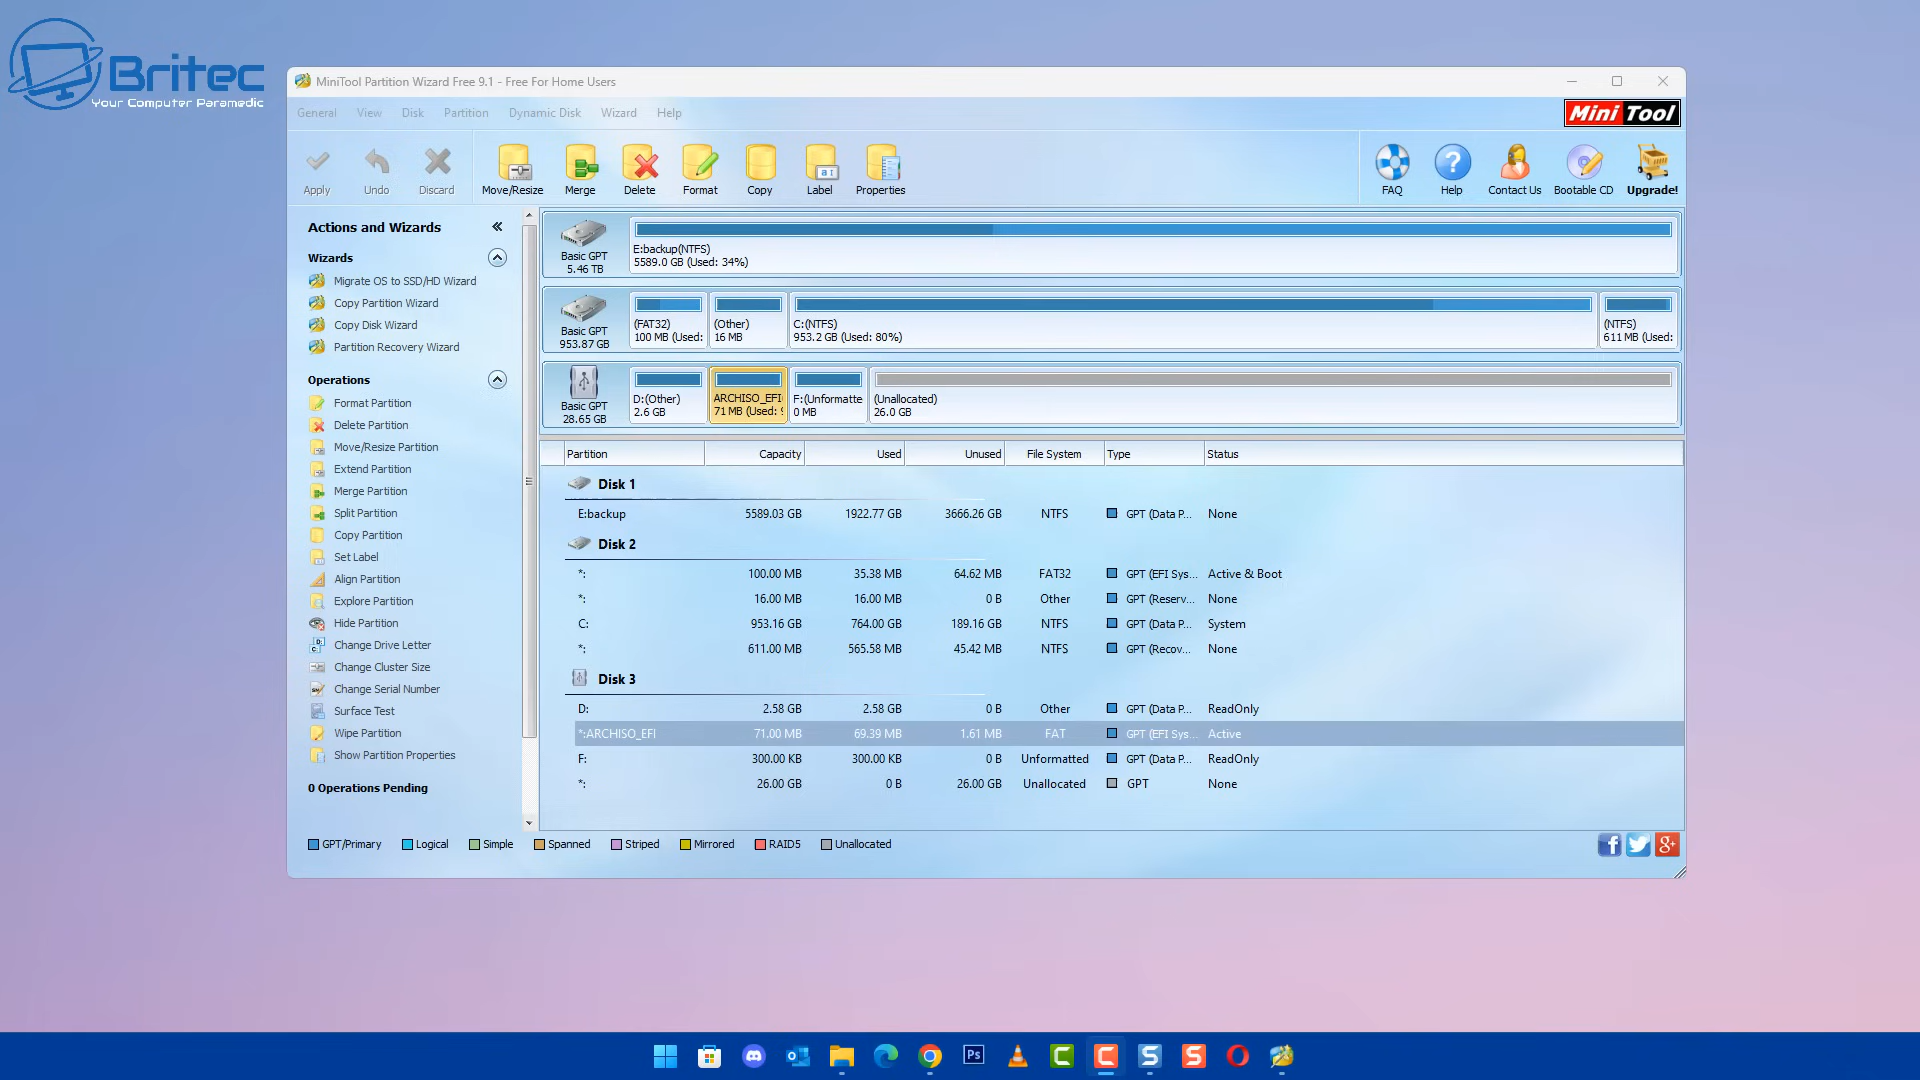 Britec
Your Computer Paramedic
MiniTool Partition Wizard Free 9.1 - Free For Home Users
General View Disk Partition Dynamic Disk Wizard Help
Mini Tool
Apply Undo Discard Move/Resize Merge Delete Format Copy Label Properties FAQ Help Contact Us Bootable CD Upgrade!
Actions and Wizards
Wizards
Migrate OS to SSD/HD Wizard
Copy Partition Wizard
Copy Disk Wizard
Partition Recovery Wizard
Operations
Format Partition
Delete Partition
Move/Resize Partition
Extend Partition
Merge Partition
Split Partition
Copy Partition
Set Label
Align Partition
Explore Partition
Hide Partition
Change Drive Letter
Change Cluster Size
Change Serial Number
Surface Test
Wipe Partition
Show Partition Properties
0 Operations Pending
Basic GPT
5.46 TB
E:backup(NTFS)
5589.0 GB (Used: 34%)
Basic GPT
953.87 GB
(FAT32)
100 MB (Used:
(Other)
16 MB
C:(NTFS)
953.2 GB (Used: 80%)
(NTFS)
611 MB (Used:
Basic GPT
28.65 GB
D:(Other)
2.6 GB
ARCHISO_EFI
71 MB (Used:
F:(Unformatte
0 MB
(Unallocated)
26.0 GB
Partition Capacity Used Unused File System Type Status
Disk 1
E:backup 5589.03 GB 1922.77 GB 3666.26 GB NTFS GPT (Data P... None
Disk 2
*: 100.00 MB 35.38 MB 64.62 MB FAT32 GPT (EFI Sys... Active & Boot
*: 16.00 MB 16.00 MB 0 B Other GPT (Reserv... None
C: 953.16 GB 764.00 GB 189.16 GB NTFS GPT (Data P... System
*: 611.00 MB 565.58 MB 45.42 MB NTFS GPT (Recov... None
Disk 3
D: 2.58 GB 2.58 GB 0 B Other GPT (Data P... ReadOnly
*:ARCHISO_EFI 71.00 MB 69.39 MB 1.61 MB FAT GPT (EFI Sys... Active
F: 300.00 KB 300.00 KB 0 B Unformatted GPT (Data P... ReadOnly
*: 26.00 GB 0 B 26.00 GB Unallocated GPT None
GPT/Primary Logical Simple Spanned Striped Mirrored RAID5 Unallocated